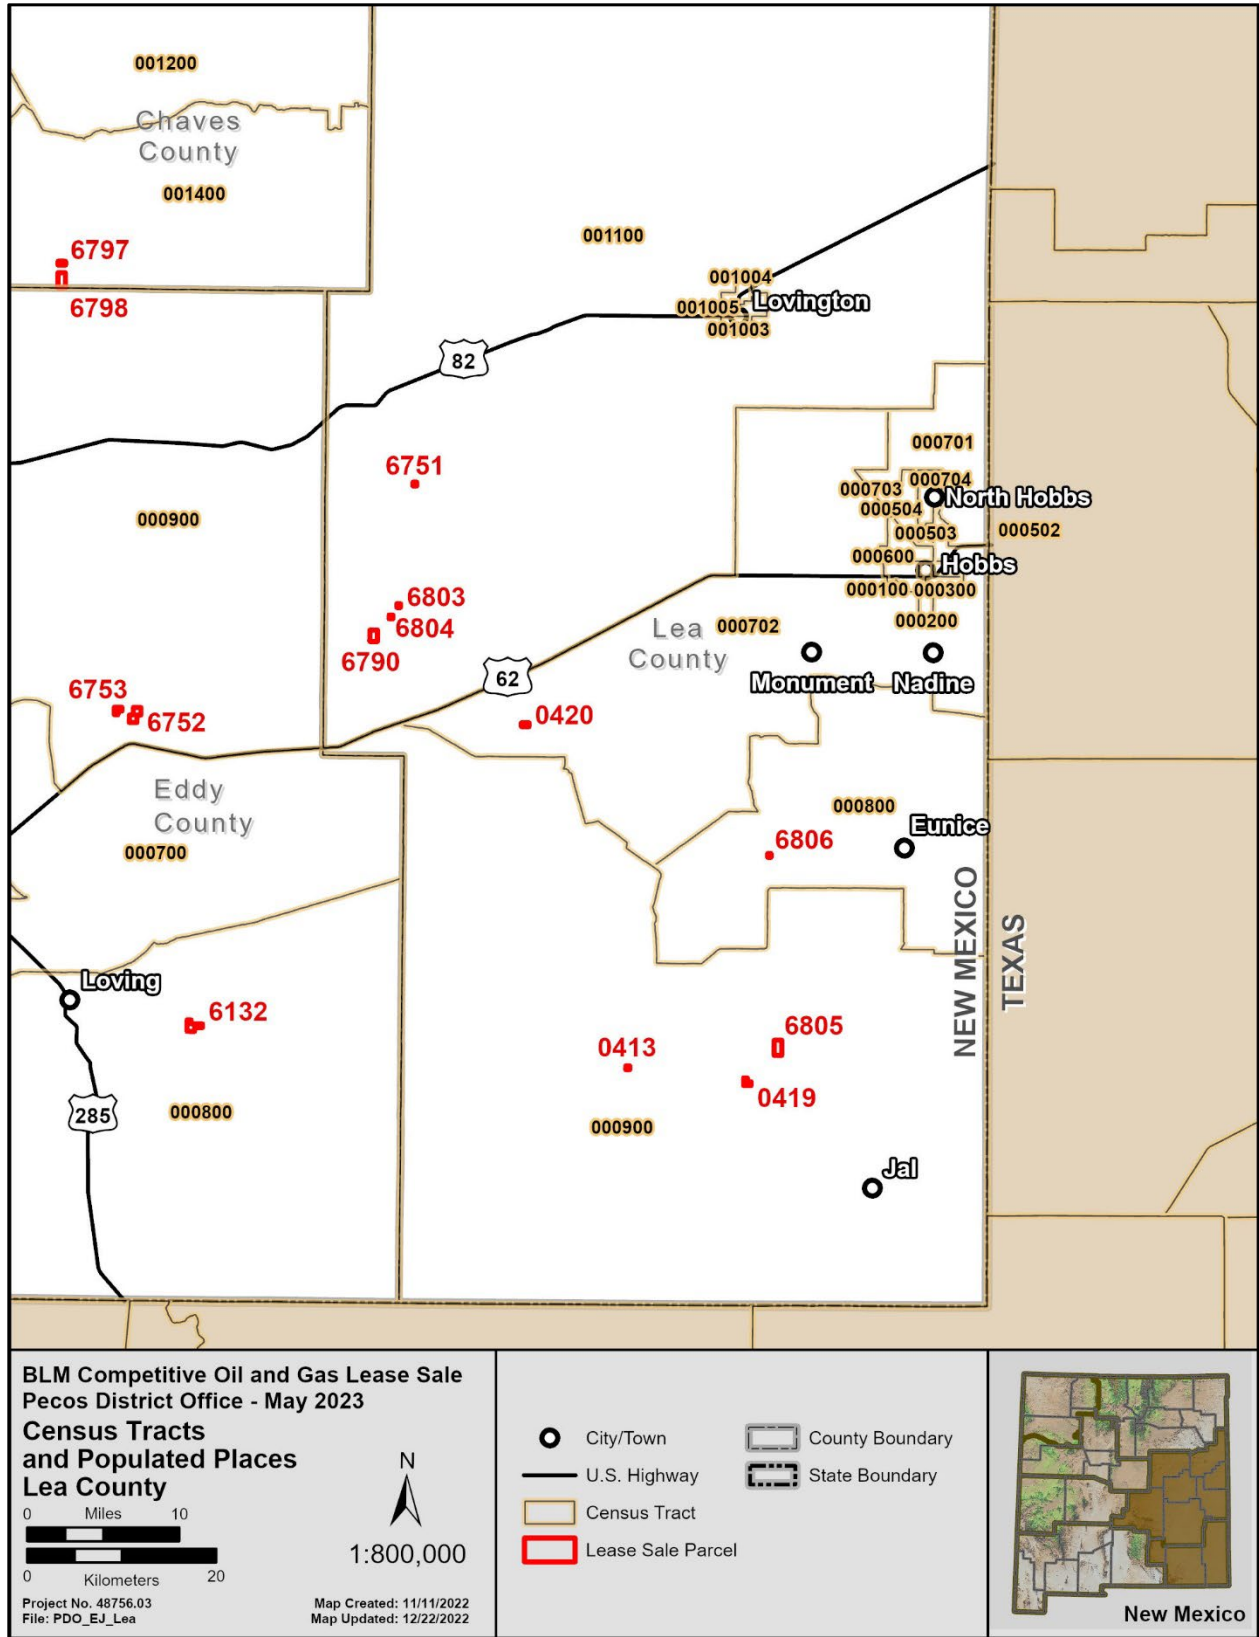 001200
Chaves
County
001400
6797
6798
001100
001004
001005
Lovington
001003
82
000701
6751
000704
000703
North Hobbs
000504
000900
000503
000502
000600
Hobbs
000100
000300
6803
000200
6804
Lea
County
000702
6790
62
Monument
Nadine
6753
6752
0420
Eddy
County
000800
Eunice
6806
000700
NEW MEXICO
TEXAS
Loving
6132
6805
0413
0419
285
000800
000900
Jal
BLM Competitive Oil and Gas Lease Sale
Pecos District Office - May 2023
Census Tracts
and Populated Places
Lea County
0 Miles 10
0 Kilometers 20
N
1:800,000
Project No. 48756.03
File: PDO_EJ_Lea
Map Created: 11/11/2022
Map Updated: 12/22/2022
City/Town
U.S. Highway
Census Tract
Lease Sale Parcel
County Boundary
State Boundary
New Mexico